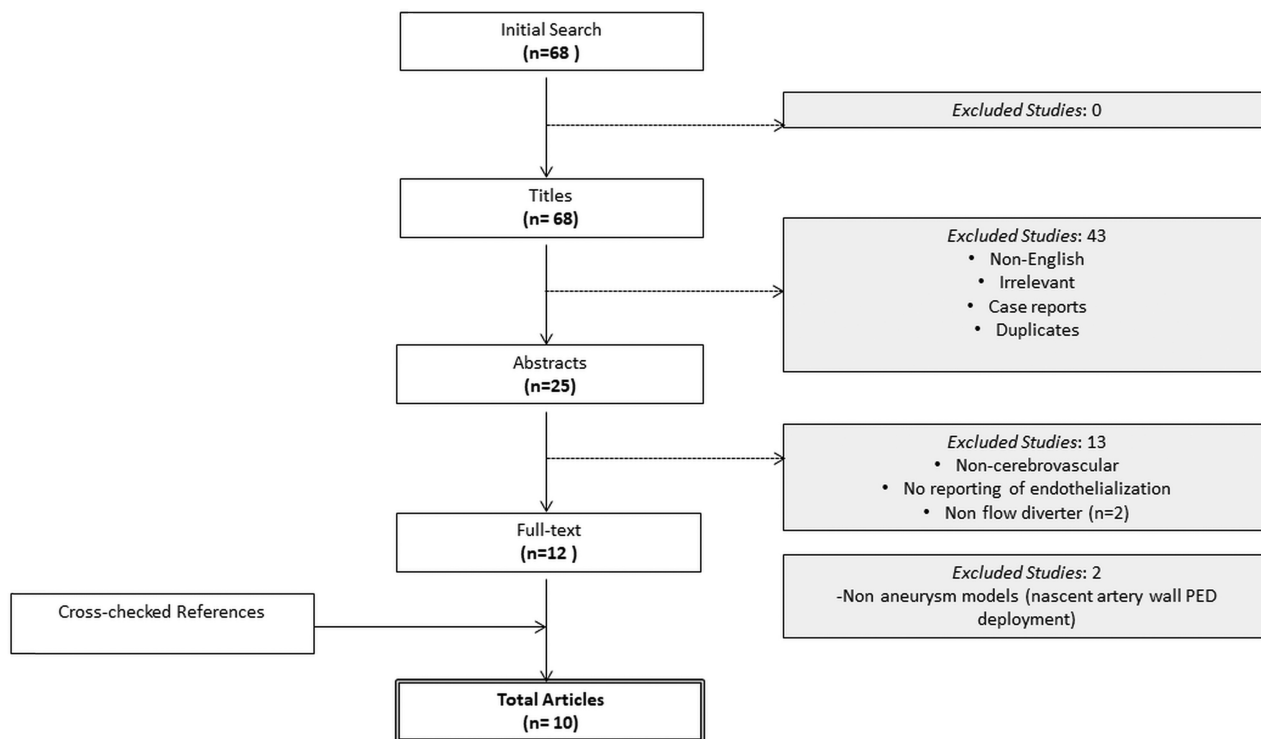 Initial Search
(n=68 )
Excluded Studies: 0
Titles
(n= 68)
Excluded Studies: 43
• Non-English
• Irrelevant
• Case reports
• Duplicates
Abstracts
(n=25)
Excluded Studies: 13
• Non-cerebrovascular
• No reporting of endothelialization
• Non flow diverter (n=2)
Full-text
(n=12 )
Excluded Studies: 2
-Non aneurysm models (nascent artery wall PED
deployment)
Cross-checked References
Total Articles
(n= 10)